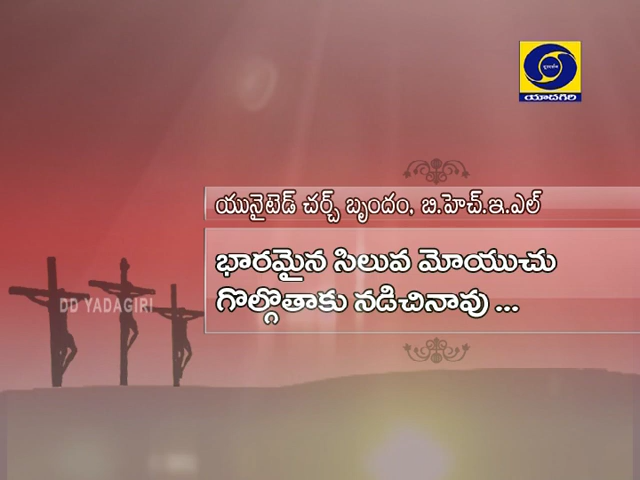 యాదగిరి
యునైటెడ్ చర్చ్ బృందం, బి.హెచ్.ఇ.ఎల్
భారమైన సిలువ మోయుచు
గొల్గొతాకు నడిచినావు ...
DD YADAGIRI